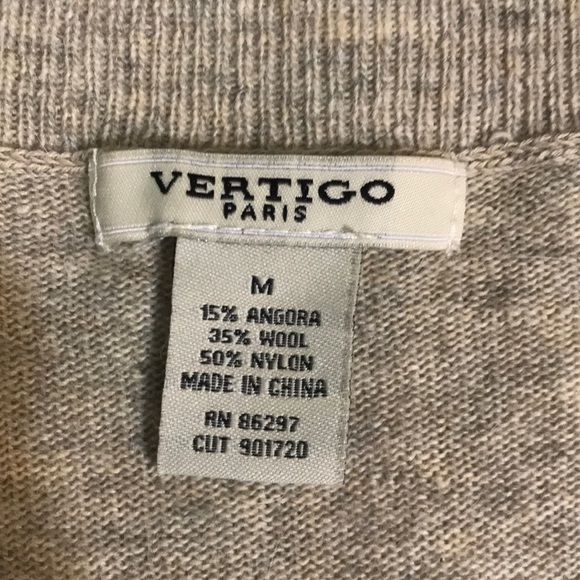 VERTIGO
PARIS
M
15% ANGORA
35% WOOL
50% NYLON
MADE IN CHINA
RN 86297
CUT 901720